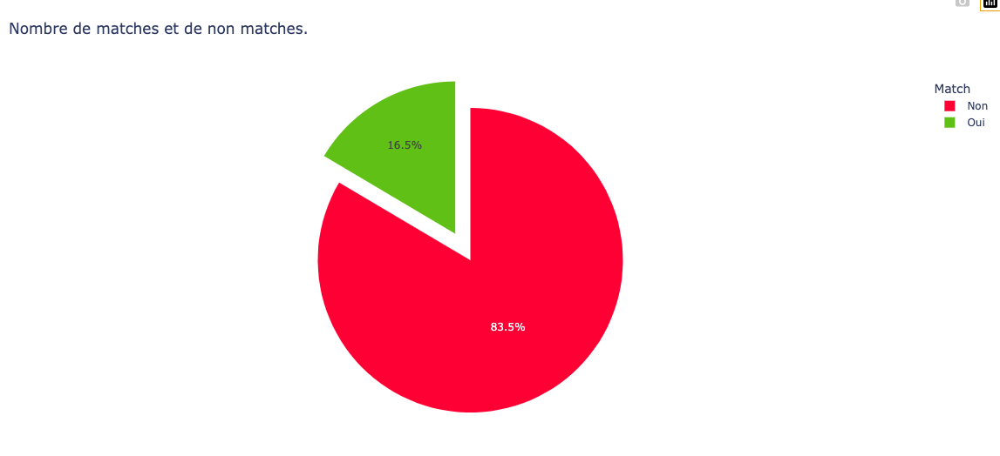 Nombre de matches et de non matches.
Match
Non
Oui
16.5%
83.5%